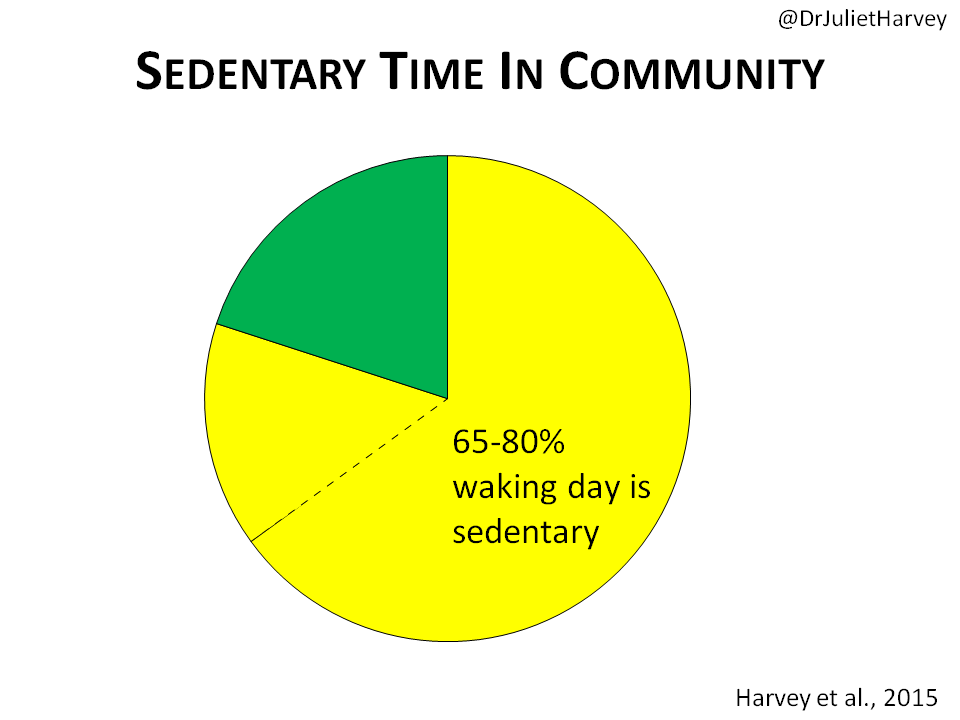 @DrJulietHarvey
Sedentary Time In Community
65-80%
waking day is
sedentary
Harvey et al., 2015